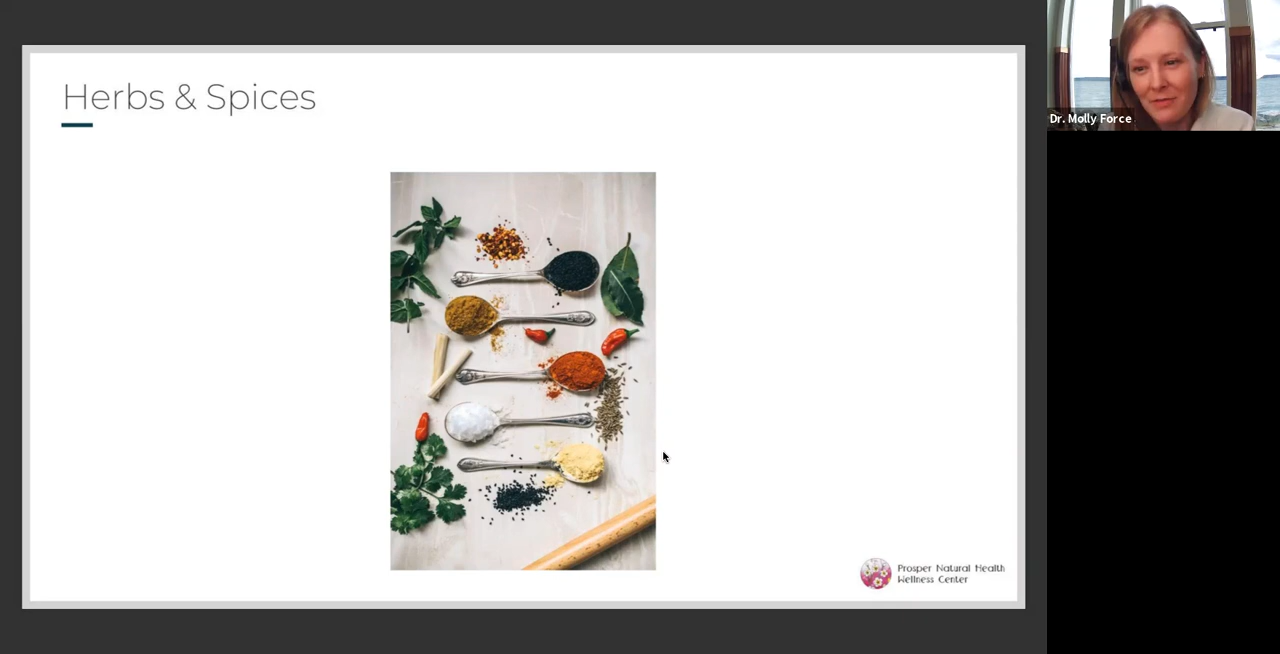 Herbs & Spices
Dr. Molly Force
Prosper Natural Health
Wellness Center